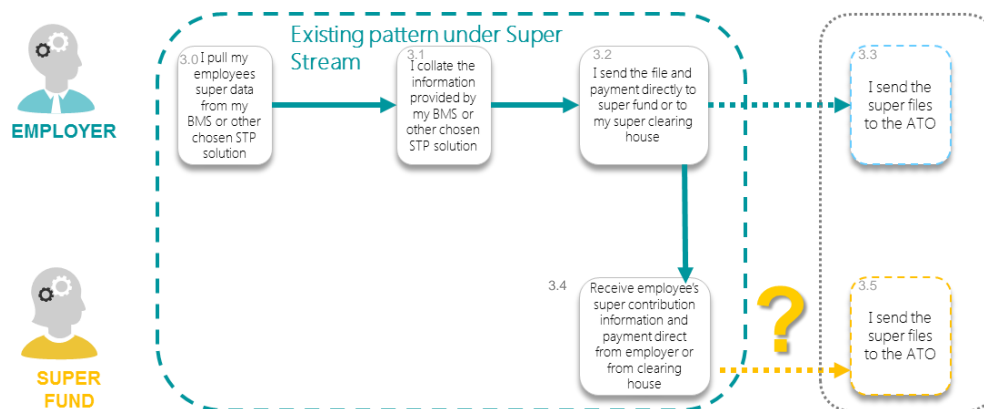 Existing pattern under Super
Stream
3.0
I pull my
employees
super data
from my
BMS or other
chosen STP
solution
3.1
I collate the
information
provided by
my BMS or
other chosen
STP solution
3.2
I send the file and
payment directly to
super fund or to
my super clearing
house
3.3
I send the
super files
to the ATO
EMPLOYER
3.4
Receive employee's
super contribution
information and
payment direct
from employer or
from clearing
house
?
3.5
I send the
super files
to the ATO
SUPER
FUND